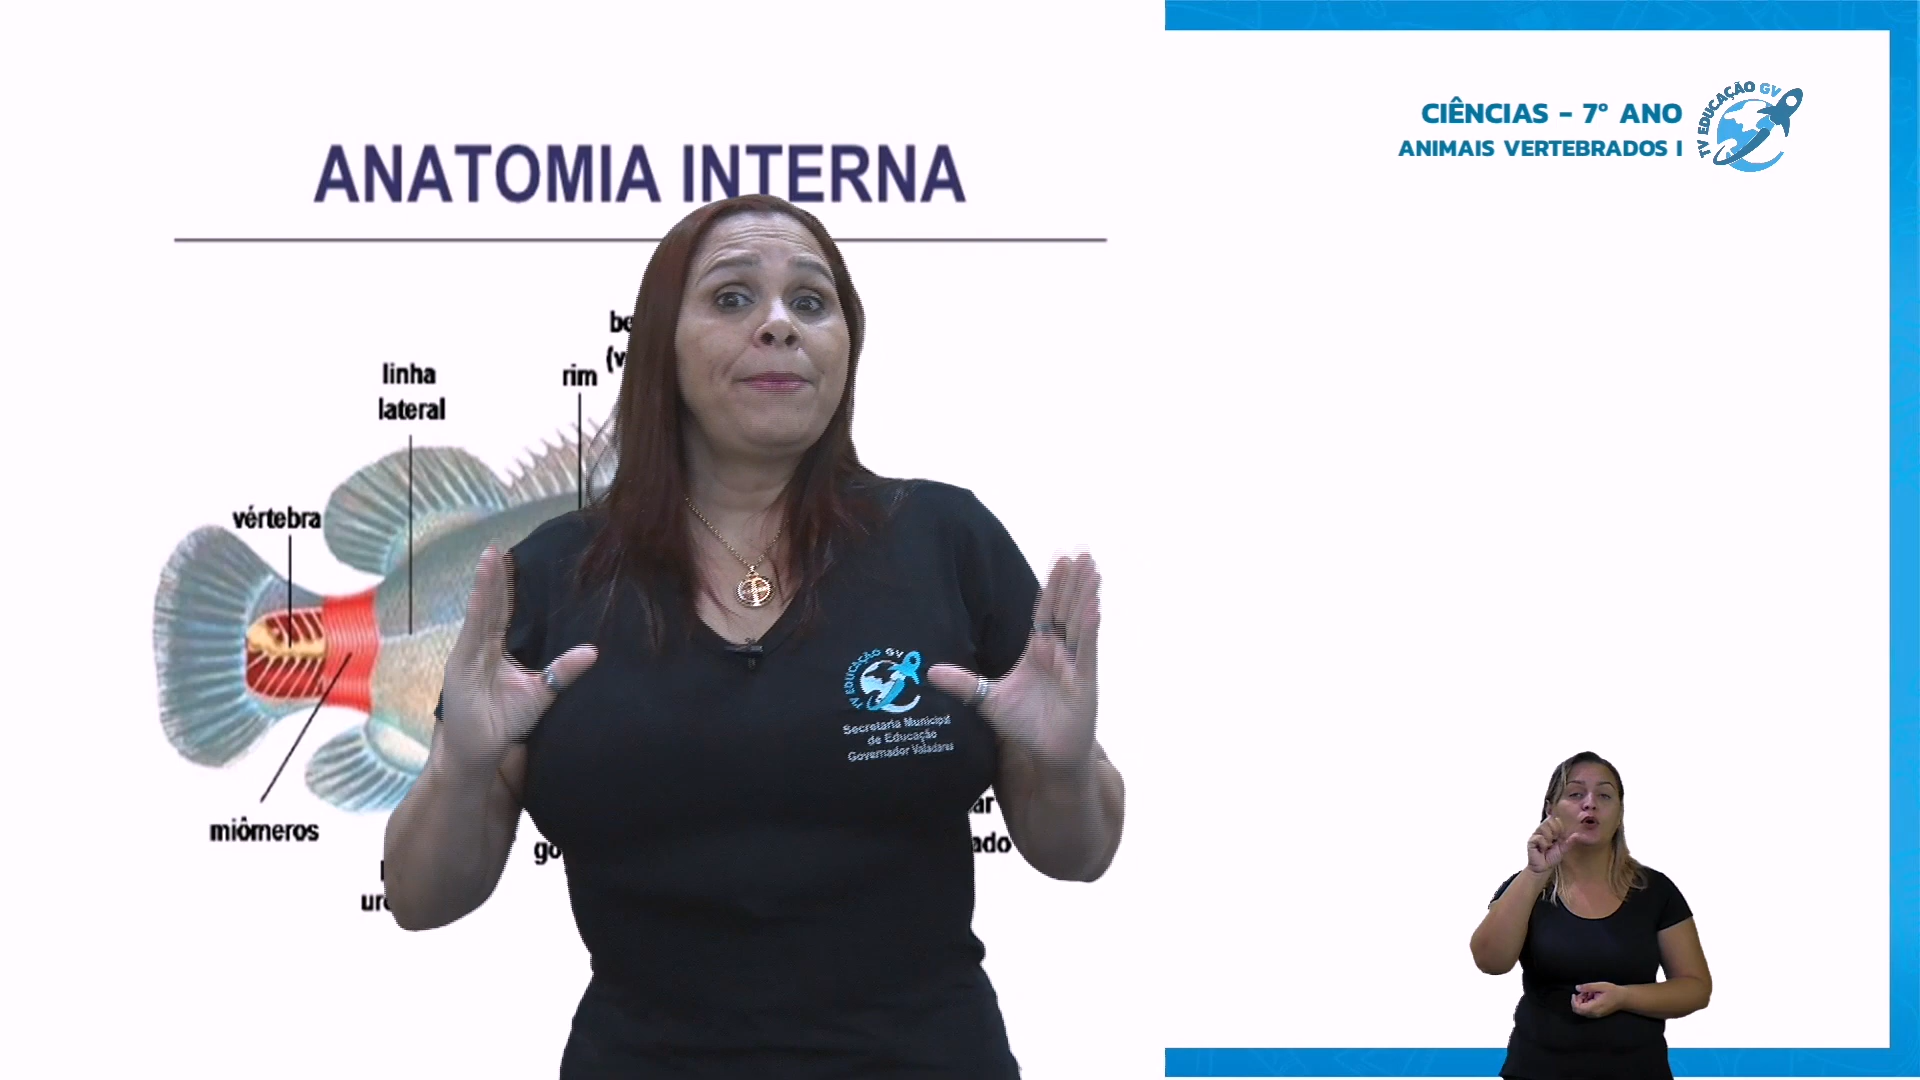 CIÊNCIAS - 7º ANO
ANIMAIS VERTEBRADOS I
TV EDUCAÇÃO GV
ANATOMIA INTERNA
linha
lateral
rim
vértebra
miômeros
TV EDUCAÇÃO GV
Secretaria Municipal
de Educação
Governador Valadares